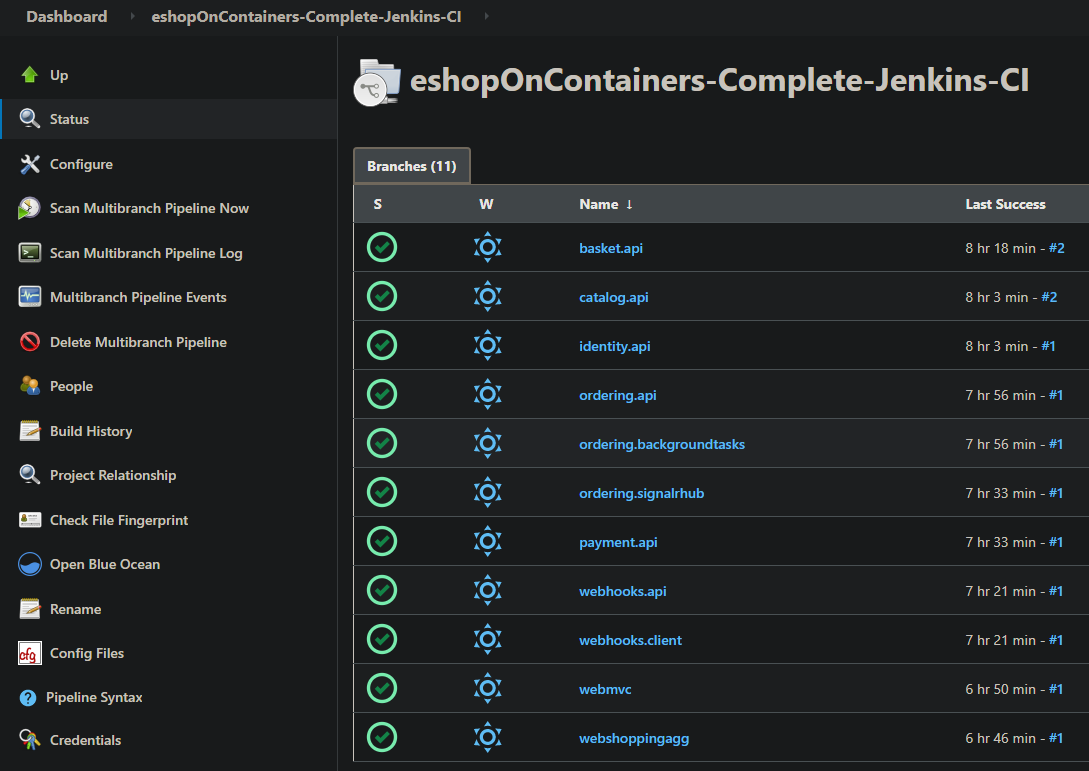 Dashboard
eshopOnContainers-Complete-Jenkins-CI
Up
Status
Configure
Scan Multibranch Pipeline Now
Scan Multibranch Pipeline Log
Multibranch Pipeline Events
Delete Multibranch Pipeline
People
Build History
Project Relationship
Check File Fingerprint
Open Blue Ocean
Rename
cfg Config Files
? Pipeline Syntax
Credentials
eshopOnContainers-Complete-Jenkins-CI
Branches (11)
S W Name ↓ Last Success
basket.api 8 hr 18 min - #2
catalog.api 8 hr 3 min - #2
identity.api 8 hr 3 min - #1
ordering.api 7 hr 56 min - #1
ordering.backgroundtasks 7 hr 56 min - #1
ordering.signalrhub 7 hr 33 min - #1
payment.api 7 hr 33 min - #1
webhooks.api 7 hr 21 min - #1
webhooks.client 7 hr 21 min - #1
webmvc 6 hr 50 min - #1
webshoppingagg 6 hr 46 min - #1